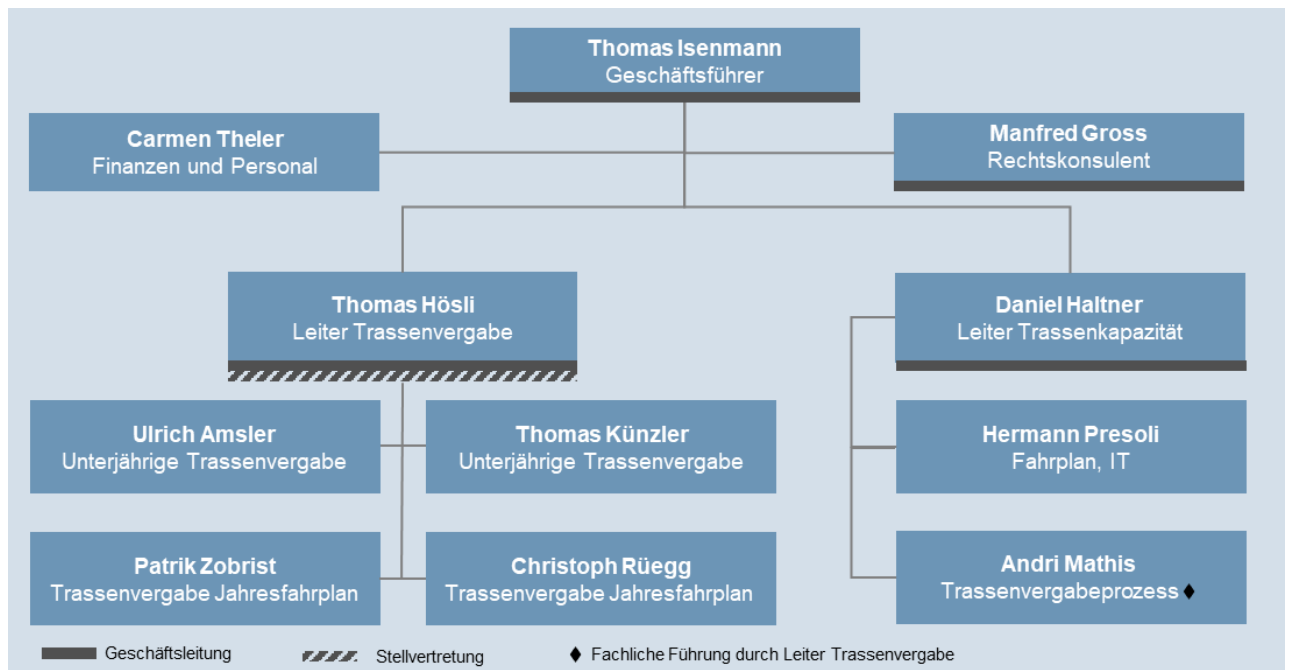 Thomas Isenmann
Geschäftsführer
Carmen Theler
Finanzen und Personal
Manfred Gross
Rechtskonsulent
Thomas Hösli
Leiter Trassenvergabe
Daniel Haltner
Leiter Trassenkapazität
Ulrich Amsler
Unterjährige Trassenvergabe
Thomas Künzler
Unterjährige Trassenvergabe
Hermann Presoli
Fahrplan, IT
Patrik Zobrist
Trassenvergabe Jahresfahrplan
Christoph Rüegg
Trassenvergabe Jahresfahrplan
Andri Mathis
Trassenvergabeprozess ♦
Geschäftsleitung
Stellvertretung
♦ Fachliche Führung durch Leiter Trassenvergabe